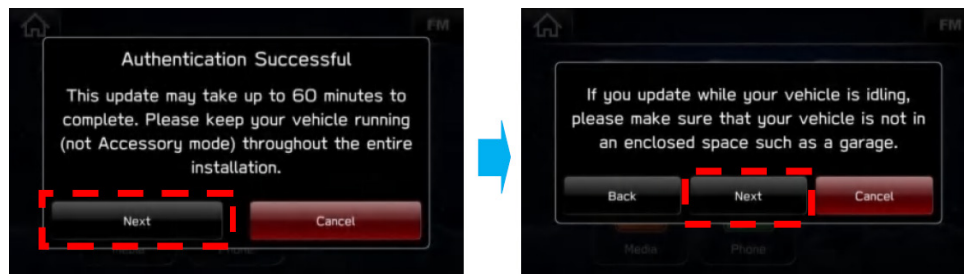 FM
Authentication Successful
This update may take up to 60 minutes to
complete. Please keep your vehicle running
(not Accessory mode) throughout the entire
installation.
Next
Cancel
FM
If you update while your vehicle is idling,
please make sure that your vehicle is not in
an enclosed space such as a garage.
Back
Next
Cancel
Media
Phone